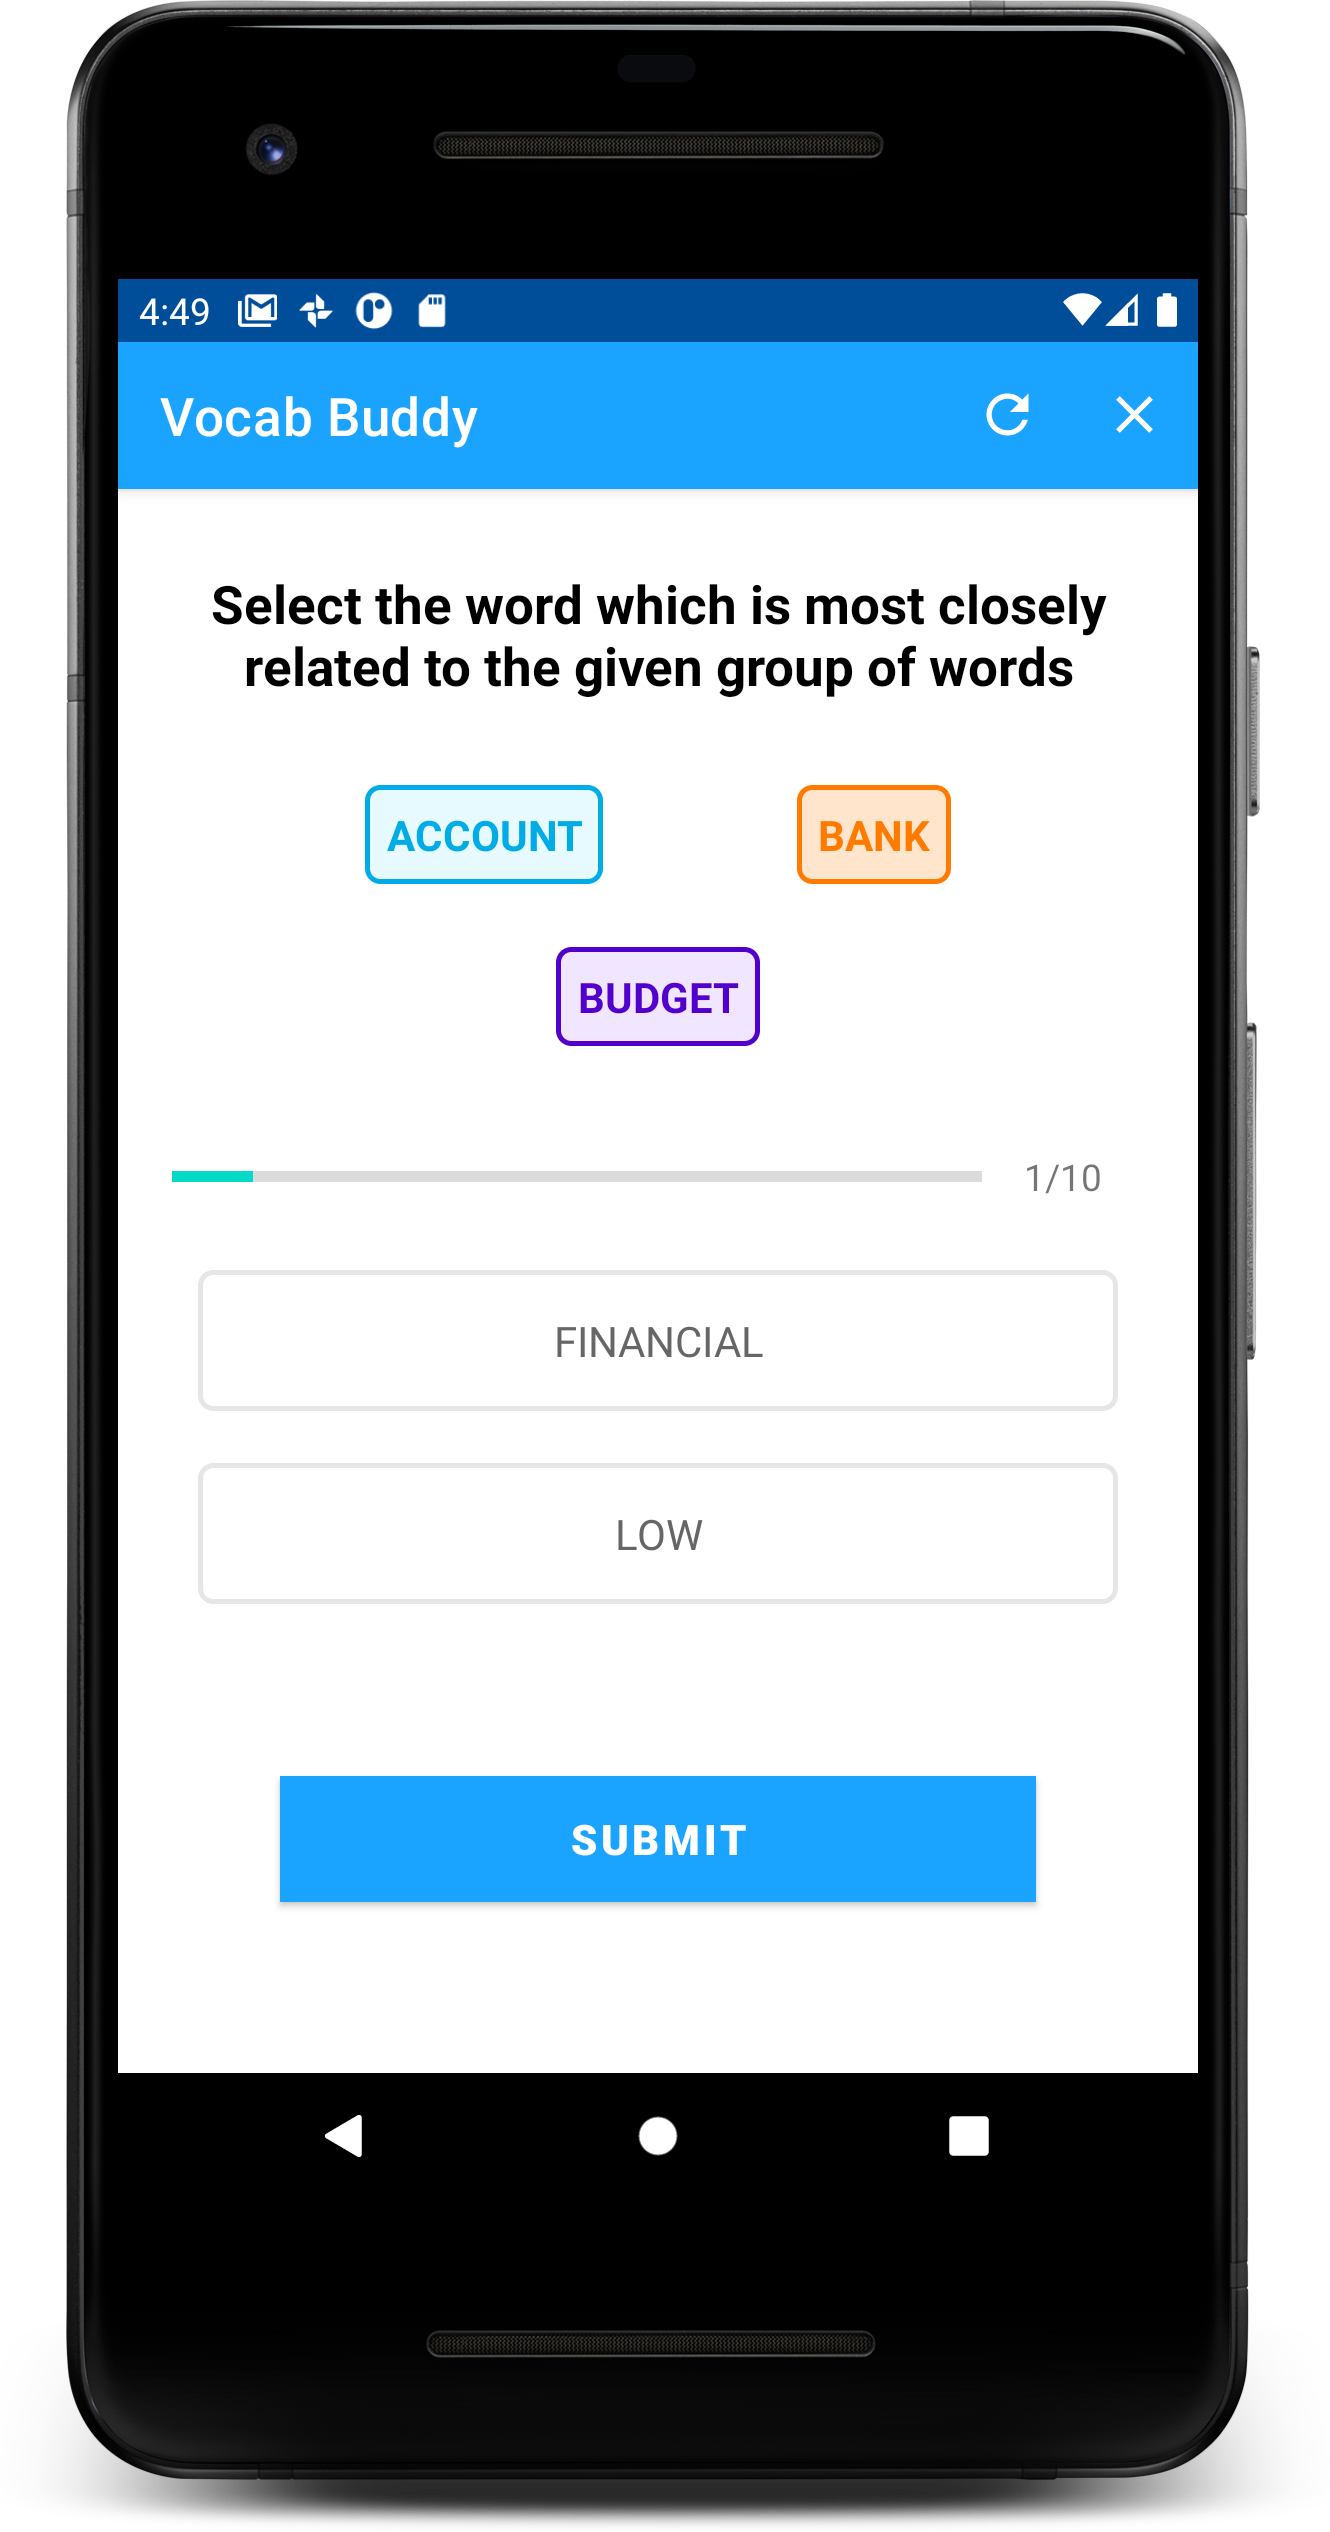 4:49
Vocab Buddy
Select the word which is most closely
related to the given group of words
ACCOUNT BANK
BUDGET
1/10
FINANCIAL
LOW
SUBMIT